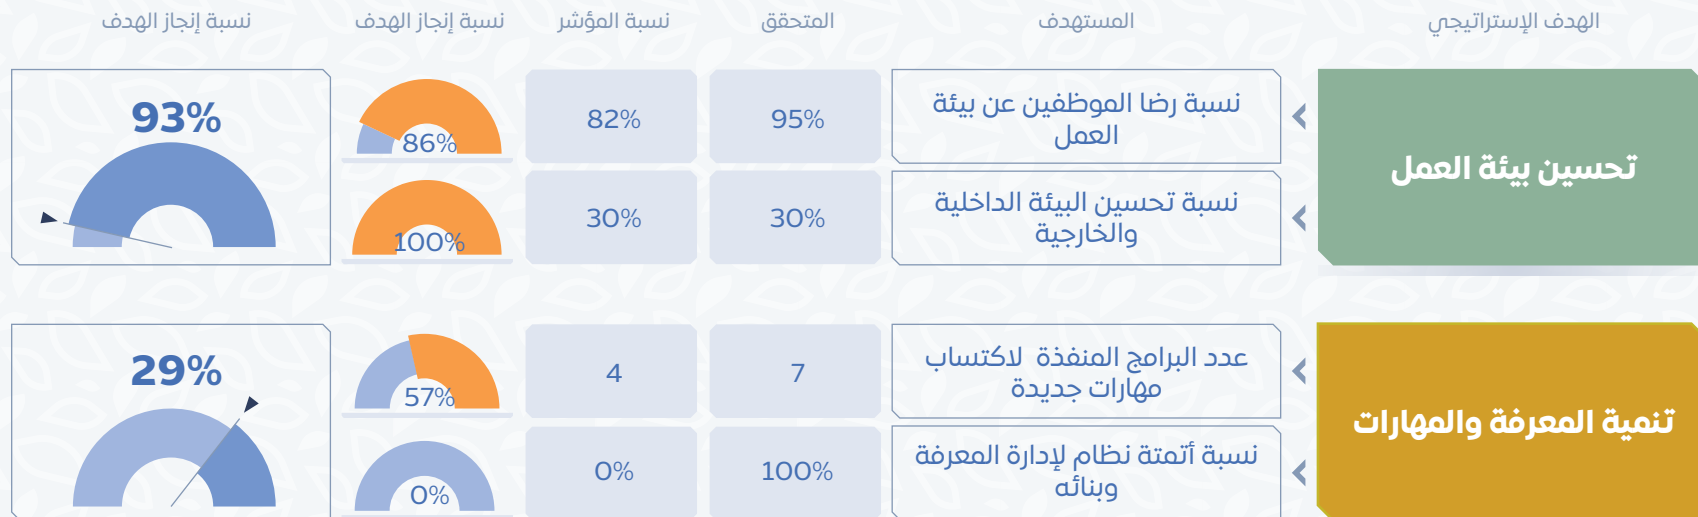 الهدف الإستراتيجي
المستهدف
المتحقق
نسبة المؤشر
نسبة إنجاز الهدف
نسبة إنجاز الهدف
تحسين بيئة العمل
نسبة رضا الموظفين عن بيئة
العمل
95%
82%
86%
نسبة تحسين البيئة الداخلية
والخارجية
30%
30%
100%
93%
تنمية المعرفة والمهارات
عدد البرامج المنفذة لاكتساب
مهارات جديدة
7
4
57%
نسبة أتمتة نظام لإدارة المعرفة
وبنائه
100%
0%
0%
29%